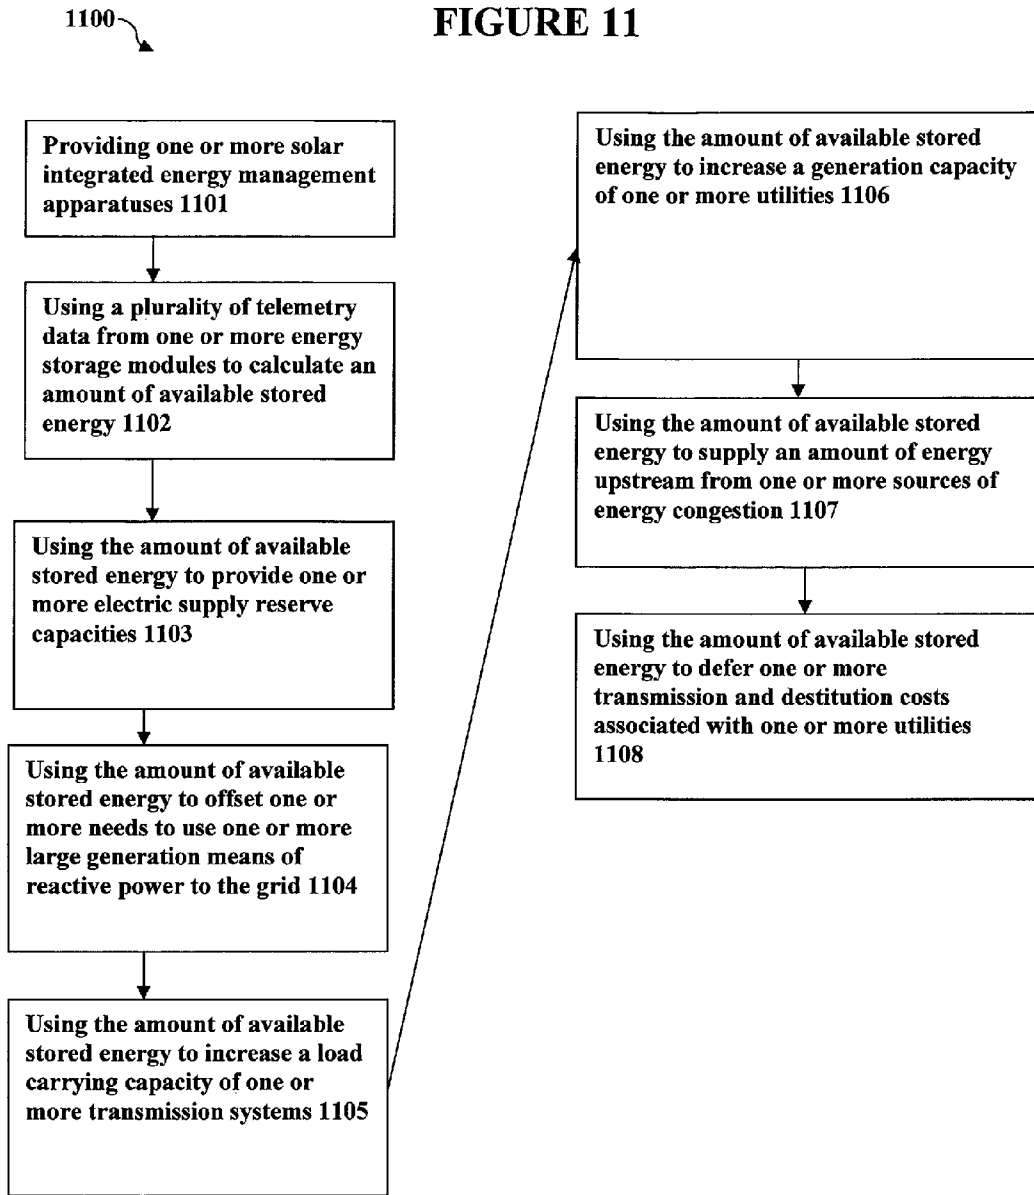 1100
FIGURE 11
Providing one or more solar
integrated energy management
apparatuses 1101
Using a plurality of telemetry
data from one or more energy
storage modules to calculate an
amount of available stored
energy 1102
Using the amount of available
stored energy to provide one or
more electric supply reserve
capacities 1103
Using the amount of available
stored energy to offset one or
more needs to use one or more
large generation means of
reactive power to the grid 1104
Using the amount of available
stored energy to increase a load
carrying capacity of one or
more transmission systems 1105
Using the amount of available stored
energy to increase a generation capacity
of one or more utilities 1106
Using the amount of available stored
energy to supply an amount of energy
upstream from one or more sources of
energy congestion 1107
Using the amount of available stored
energy to defer one or more
transmission and destitution costs
associated with one or more utilities
1108